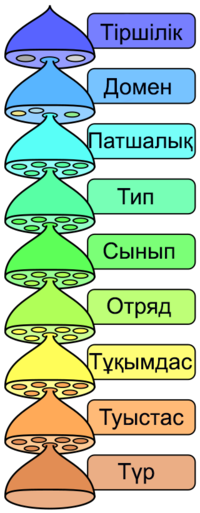 Тіршілік
Домен
Патшалық
Тип
Сынып
Отряд
Тұқымдас
Туыстас
Түр